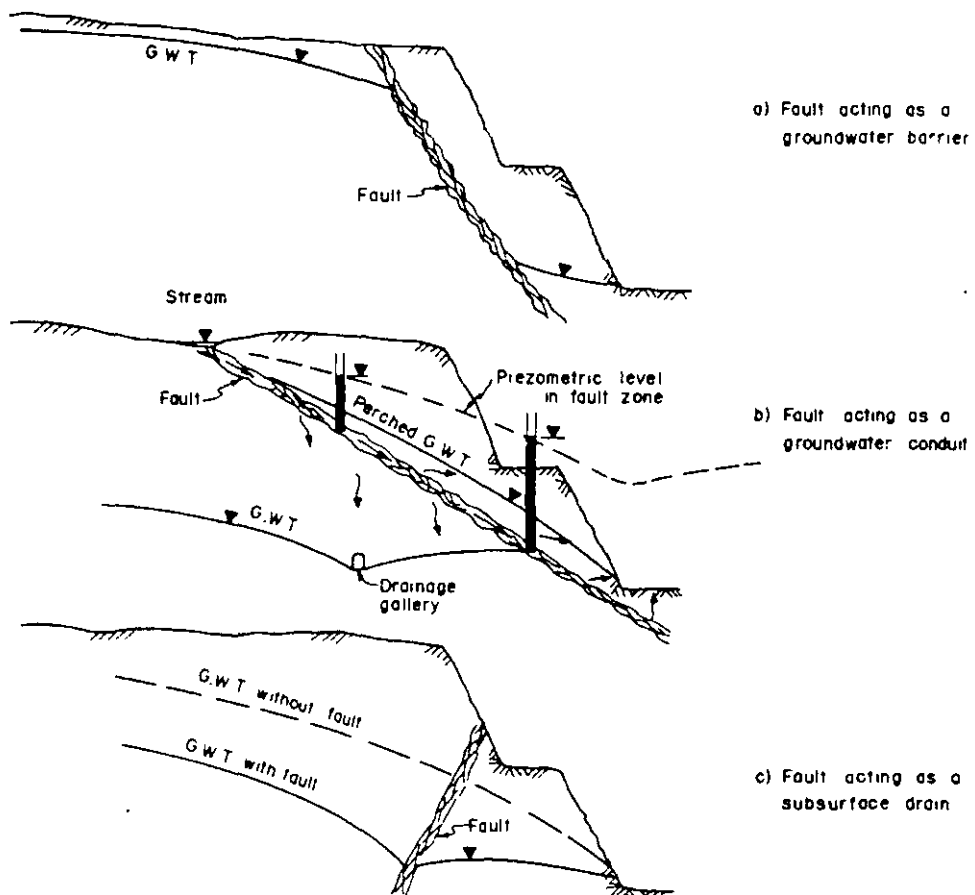 G W T
a) Fault acting as a
groundwater barrier
Fault
Stream
Piezometric level
in fault zone
Fault
Perched G W T
b) Fault acting as a
groundwater conduit
G.W.T
Drainage
gallery
G.W T without fault
G.W T with fault
c) Fault acting as a
subsurface drain
Fault